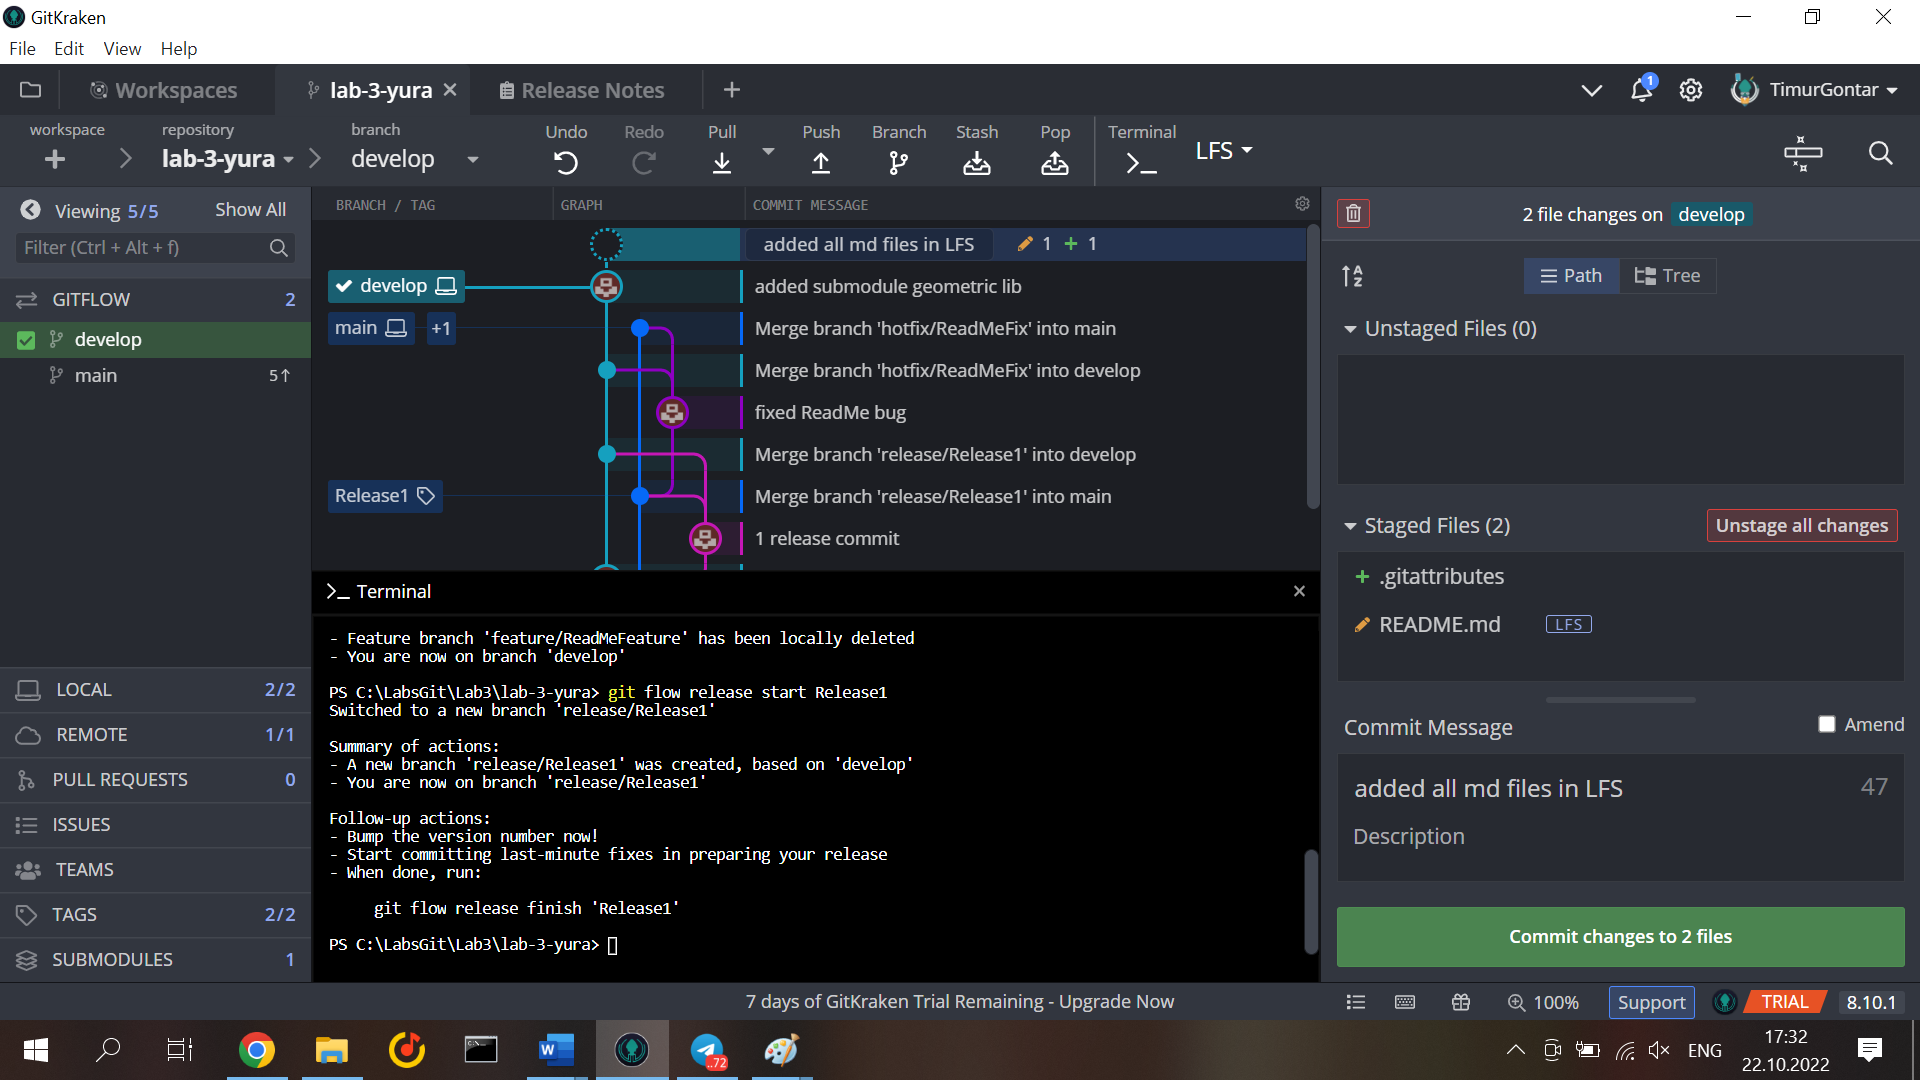 GitKraken
File Edit View Help
Workspaces lab-3-yura Release Notes 1 TimurGontar
workspace repository branch Undo Redo Pull Push Branch Stash Pop Terminal
lab-3-yura develop LFS
Viewing 5/5 Show All
Filter (Ctrl + Alt + f)
GITFLOW 2
develop
main 5↑
LOCAL 2/2
REMOTE 1/1
PULL REQUESTS 0
ISSUES
TEAMS
TAGS 2/2
SUBMODULES 1
BRANCH / TAG GRAPH COMMIT MESSAGE
added all md files in LFS 1 + 1
develop added submodule geometric lib
main +1 Merge branch 'hotfix/ReadMeFix' into main
Merge branch 'hotfix/ReadMeFix' into develop
fixed ReadMe bug
Merge branch 'release/Release1' into develop
Release1 Merge branch 'release/Release1' into main
1 release commit
Terminal
- Feature branch 'feature/ReadMeFeature' has been locally deleted
- You are now on branch 'develop'
PS C:\LabsGit\Lab3\lab-3-yura> git flow release start Release1
Switched to a new branch 'release/Release1'
Summary of actions:
- A new branch 'release/Release1' was created, based on 'develop'
- You are now on branch 'release/Release1'
Follow-up actions:
- Bump the version number now!
- Start committing last-minute fixes in preparing your release
- When done, run:
git flow release finish 'Release1'
PS C:\LabsGit\Lab3\lab-3-yura>
2 file changes on develop
Path Tree
Unstaged Files (0)
Staged Files (2) Unstage all changes
+ .gitattributes
README.md LFS
Commit Message Amend
added all md files in LFS 47
Description
Commit changes to 2 files
7 days of GitKraken Trial Remaining - Upgrade Now 100% Support TRIAL 8.10.1
..72 ENG 17:32
22.10.2022